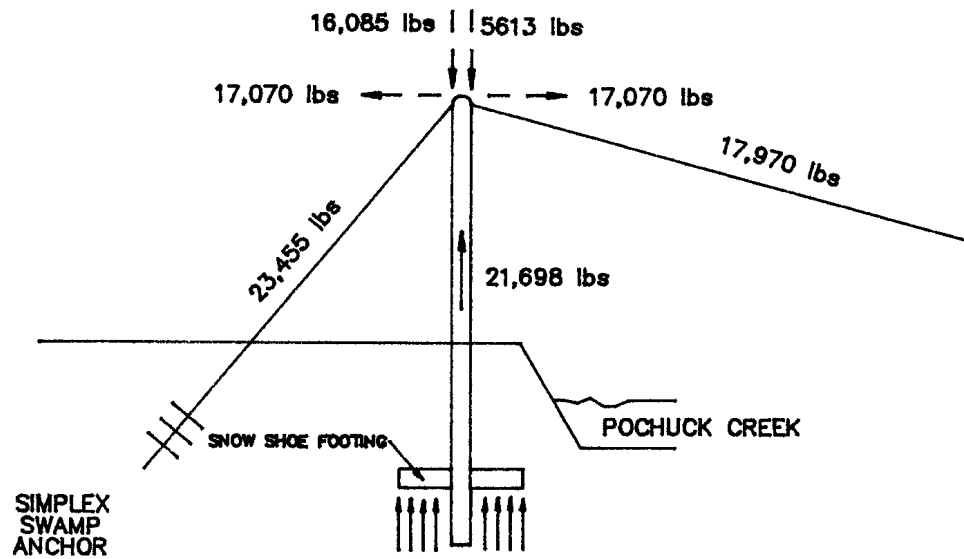 16,085 lbs
5613 lbs
17,070 lbs
17,070 lbs
17,970 lbs
23,455 lbs
21,698 lbs
POCHUCK CREEK
SNOW SHOE FOOTING
SIMPLEX
SWAMP
ANCHOR